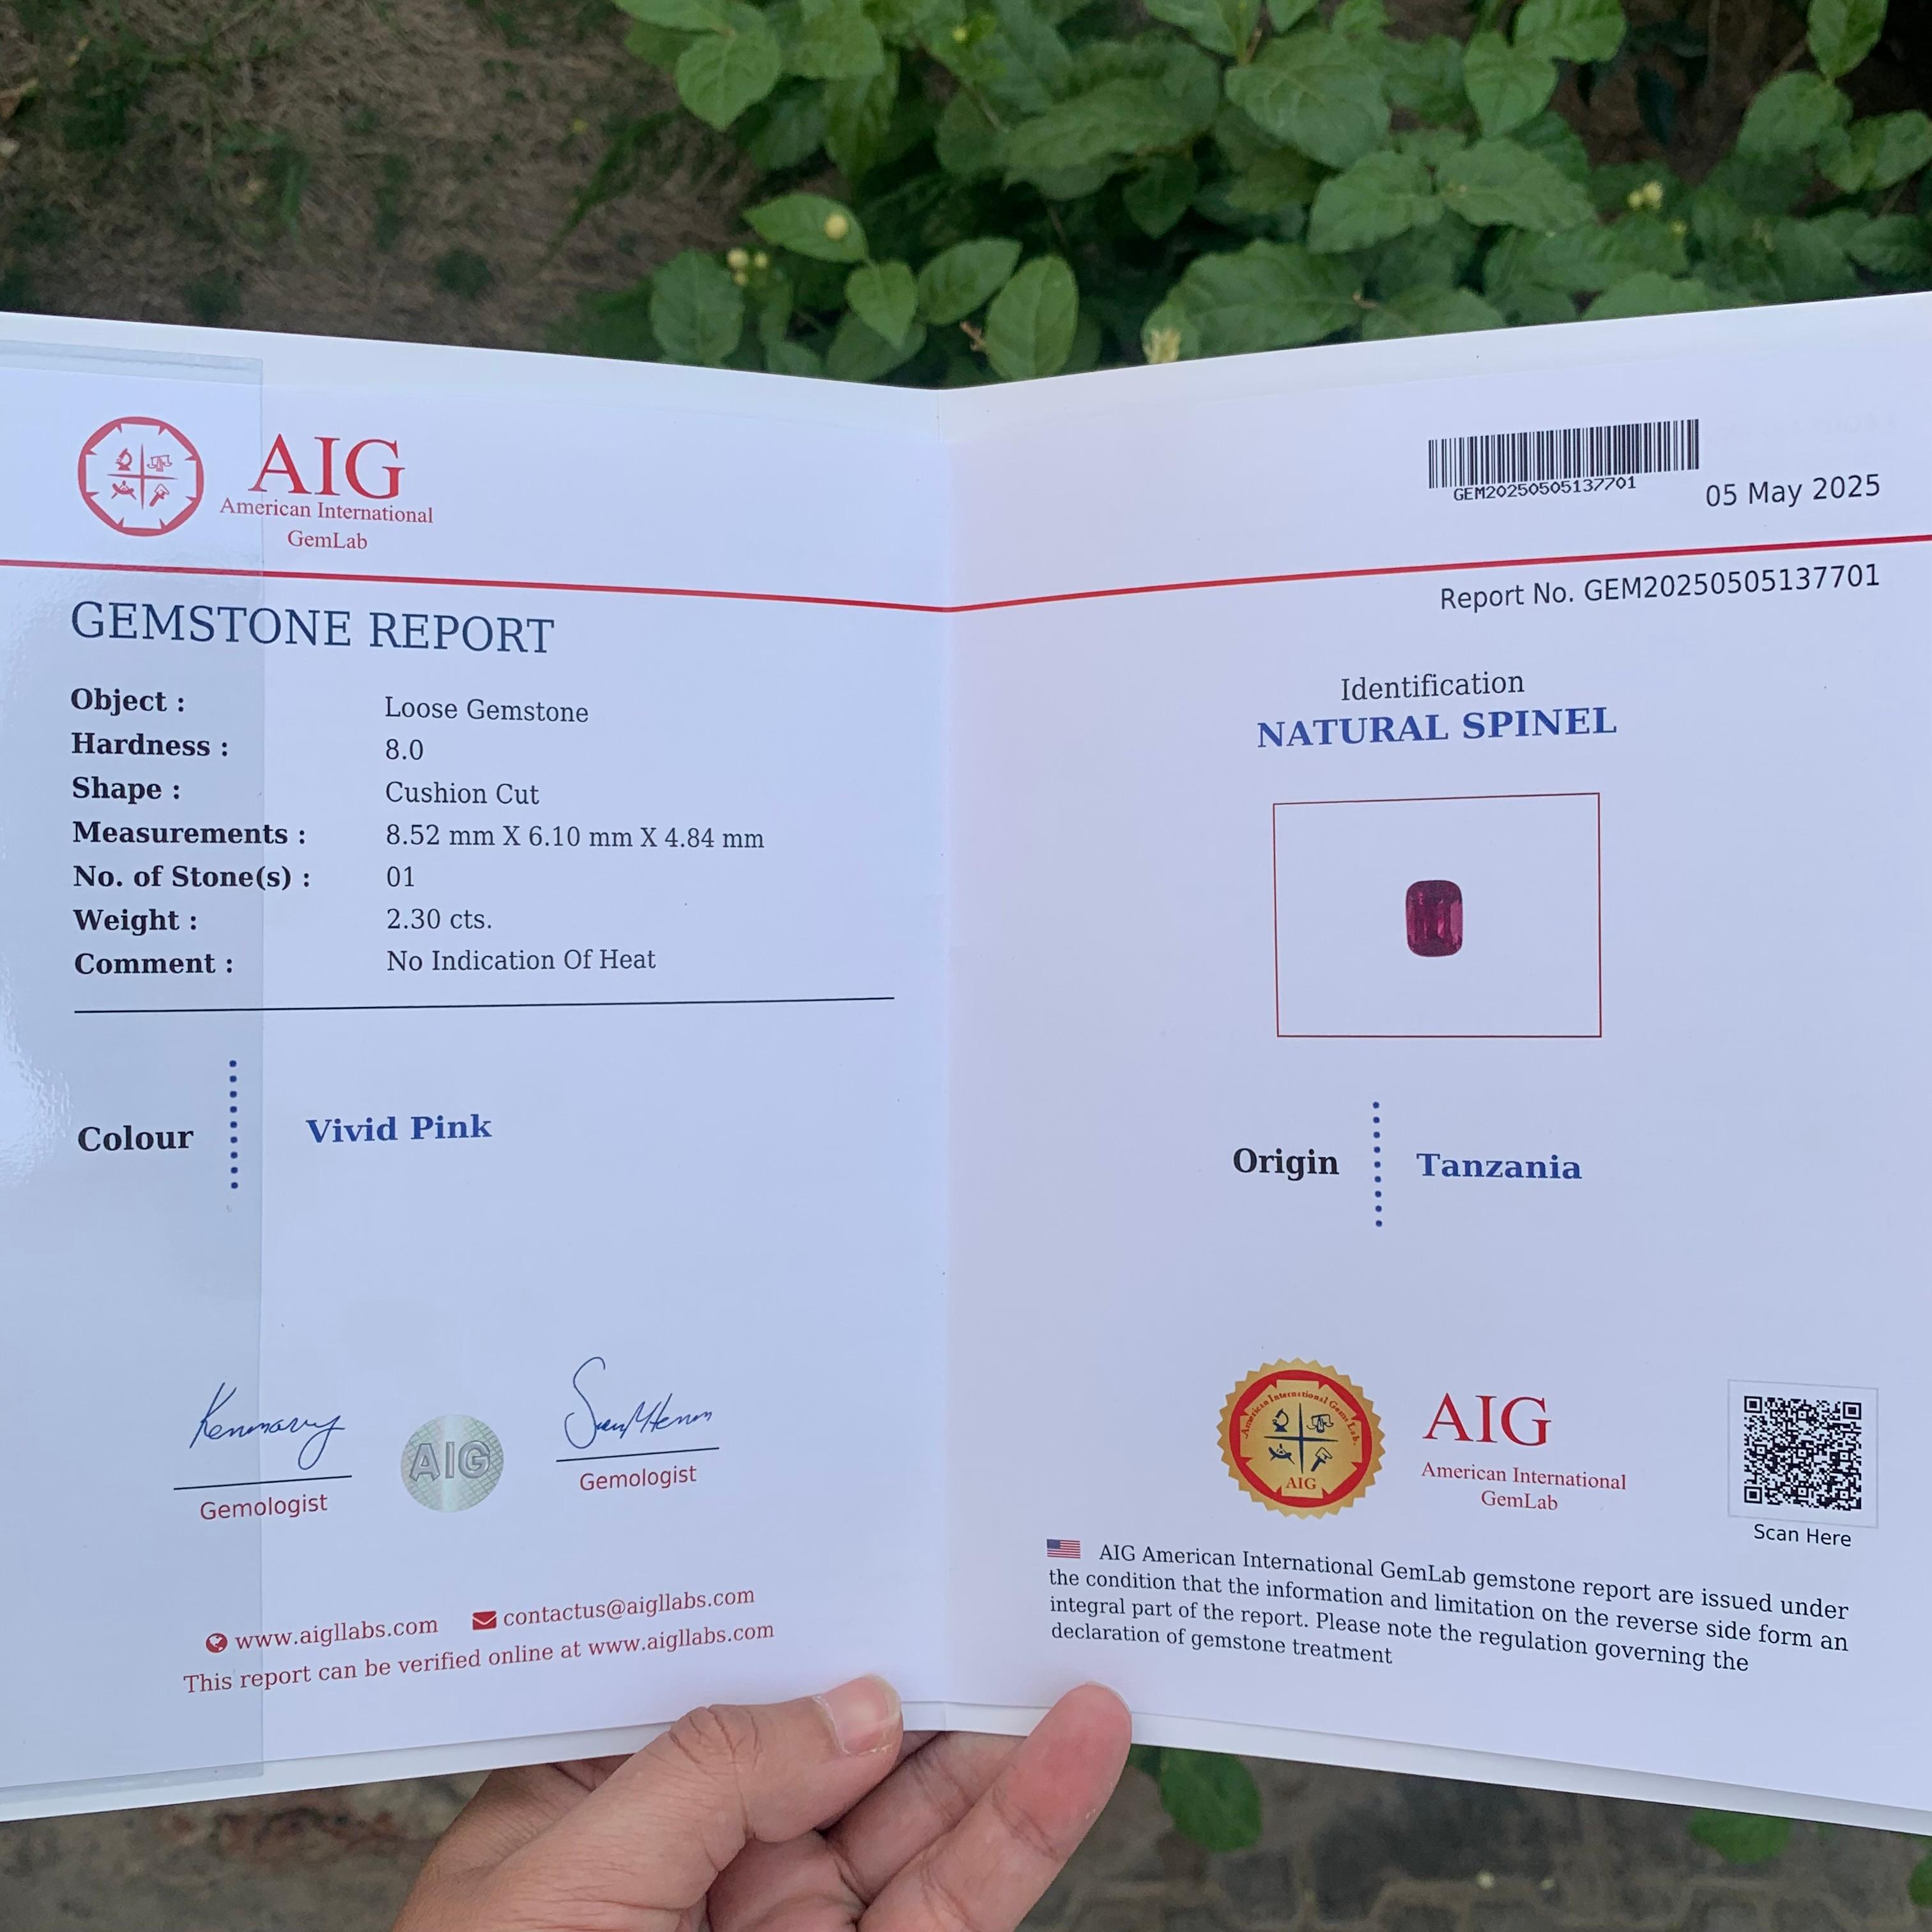 AIG
American International
GemLab
GEMSTONE REPORT
Object : Loose Gemstone
Hardness : 8.0
Shape : Cushion Cut
Measurements : 8.52 mm X 6.10 mm X 4.84 mm
No. of Stone(s) : 01
Weight : 2.30 cts.
Comment : No Indication Of Heat
Colour Vivid Pink
AIG
Gemologist
Gemologist
www.aigllabs.com contactus@aigllabs.com
This report can be verified online at www.aigllabs.com
GEM20250505137701
05 May 2025
Report No. GEM20250505137701
Identification
NATURAL SPINEL
Origin Tanzania
American International Gems Lab.
AIG
AIG
American International
GemLab
Scan Here
AIG American International GemLab gemstone report are issued under
the condition that the information and limitation on the reverse side form an
integral part of the report. Please note the regulation governing the
declaration of gemstone treatment